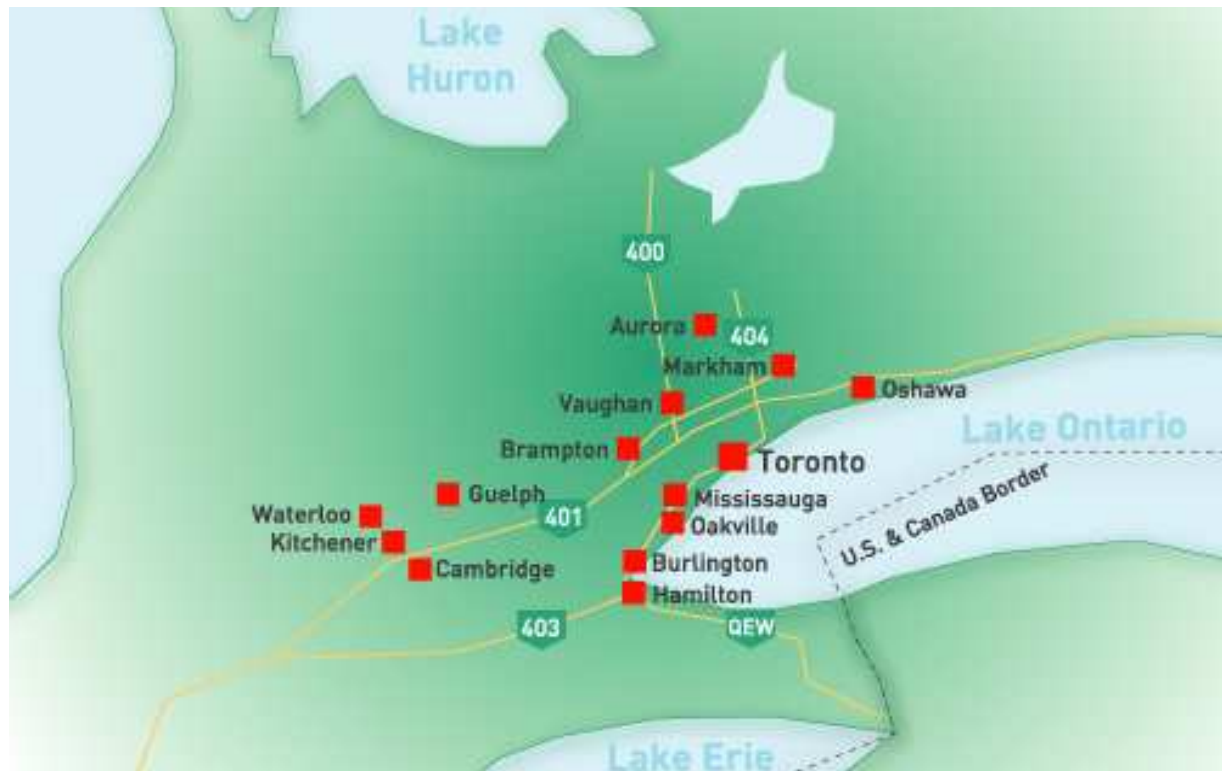 Lake
Huron
400
Aurora
404
Markham
Vaughan
Oshawa
Lake Ontario
Brampton
Toronto
Guelph
Mississauga
Waterloo
401
Oakville
Kitchener
U.S. & Canada Border
Cambridge
Burlington
Hamilton
403
QEW
Lake Erie